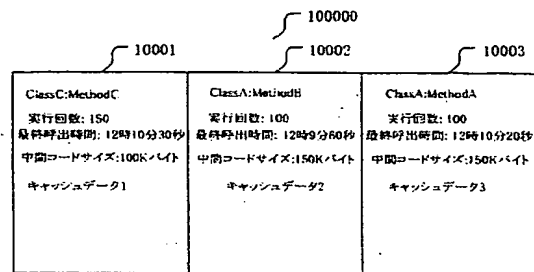 100000
10001
10002
10003
ClassC:MethodC
実行回数: 150
最終呼出時間: 12時10分30秒
中間コードサイズ:100Kバイト
キャッシュデータ1
ClassA:MethodB
実行回数: 100
最終呼出時間: 12時9分60秒
中間コードサイズ:150Kバイト
キャッシュデータ2
ClassA:MethodA
実行回数: 100
最終呼出時間: 12時10分20秒
中間コードサイズ:150Kバイト
キャッシュデータ3